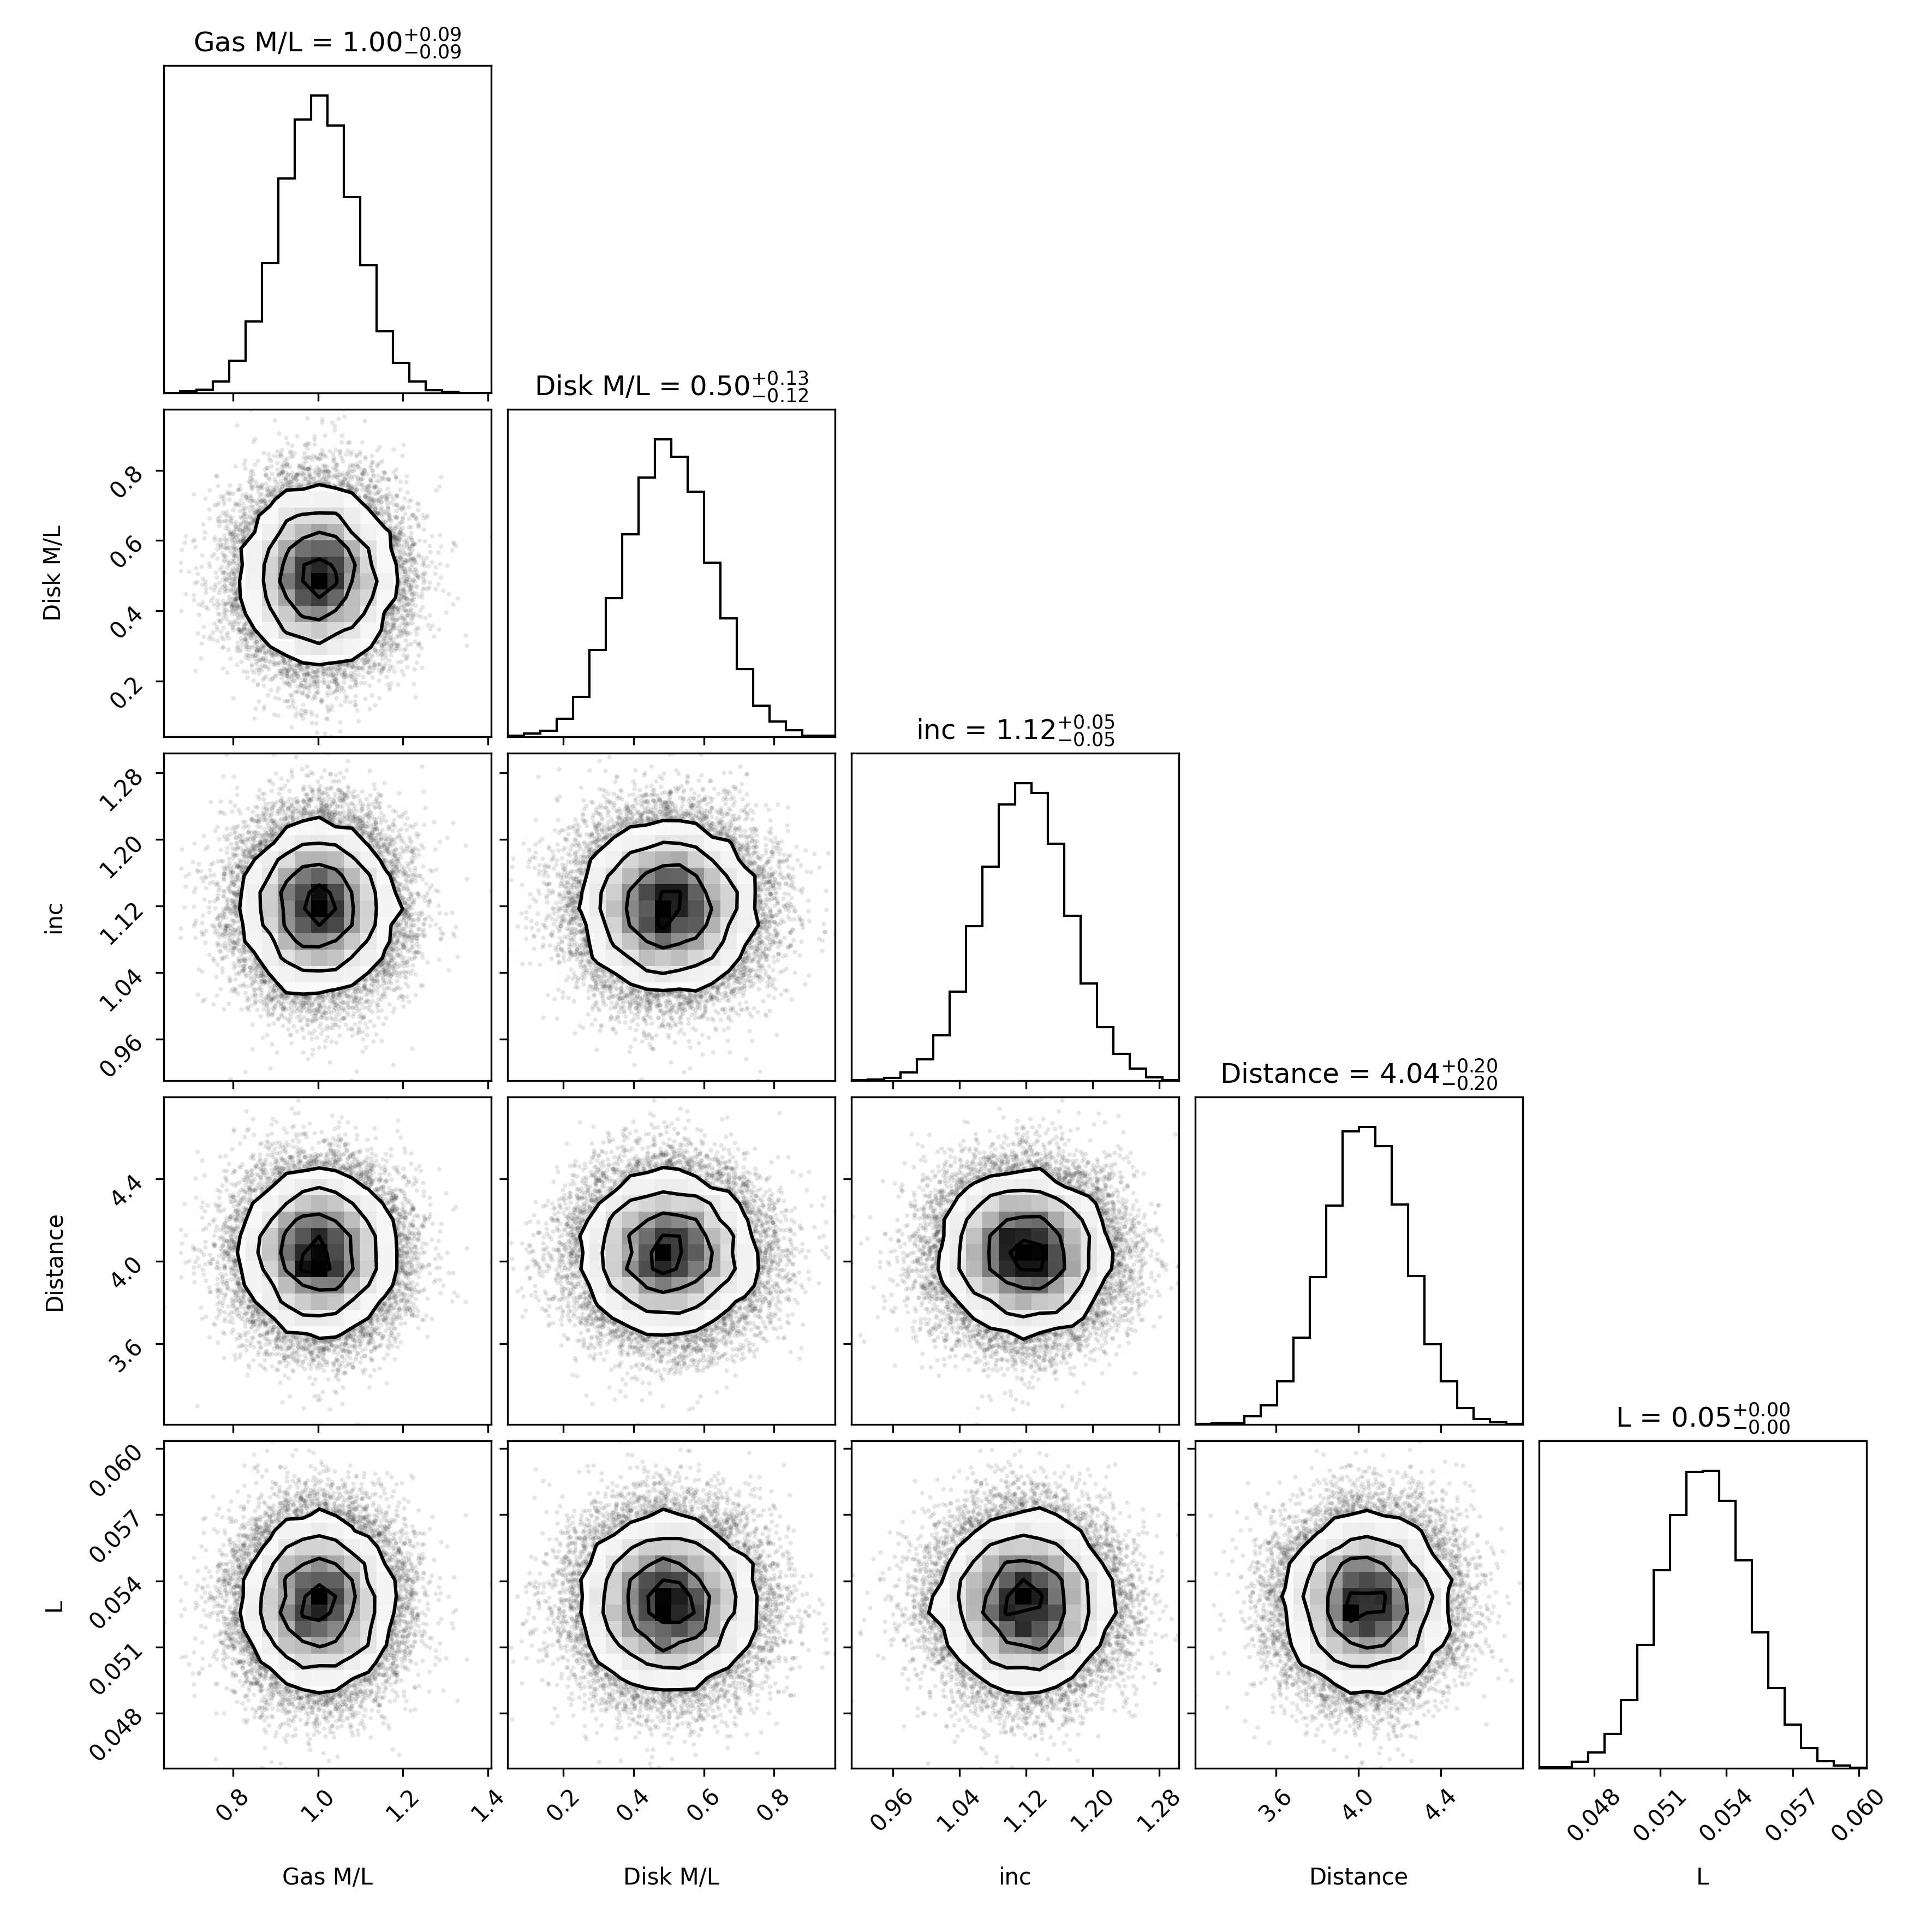 Gas M/L = 1.00 +0.09 −0.09
Disk M/L = 0.50 +0.13 −0.12
0.8
0.6
0.4
0.2
Disk M/L
inc = 1.12 +0.05 −0.05
1.28
1.20
1.12
1.04
0.96
inc
Distance = 4.04 +0.20 −0.20
4.4
4.0
3.6
Distance
L = 0.05 +0.00 −0.00
0.060
0.057
0.054
0.051
0.048
L
0.8 1.0 1.2 1.4 0.2 0.4 0.6 0.8 0.96 1.04 1.12 1.20 1.28 3.6 4.0 4.4 0.048 0.051 0.054 0.057 0.060
Gas M/L Disk M/L inc Distance L